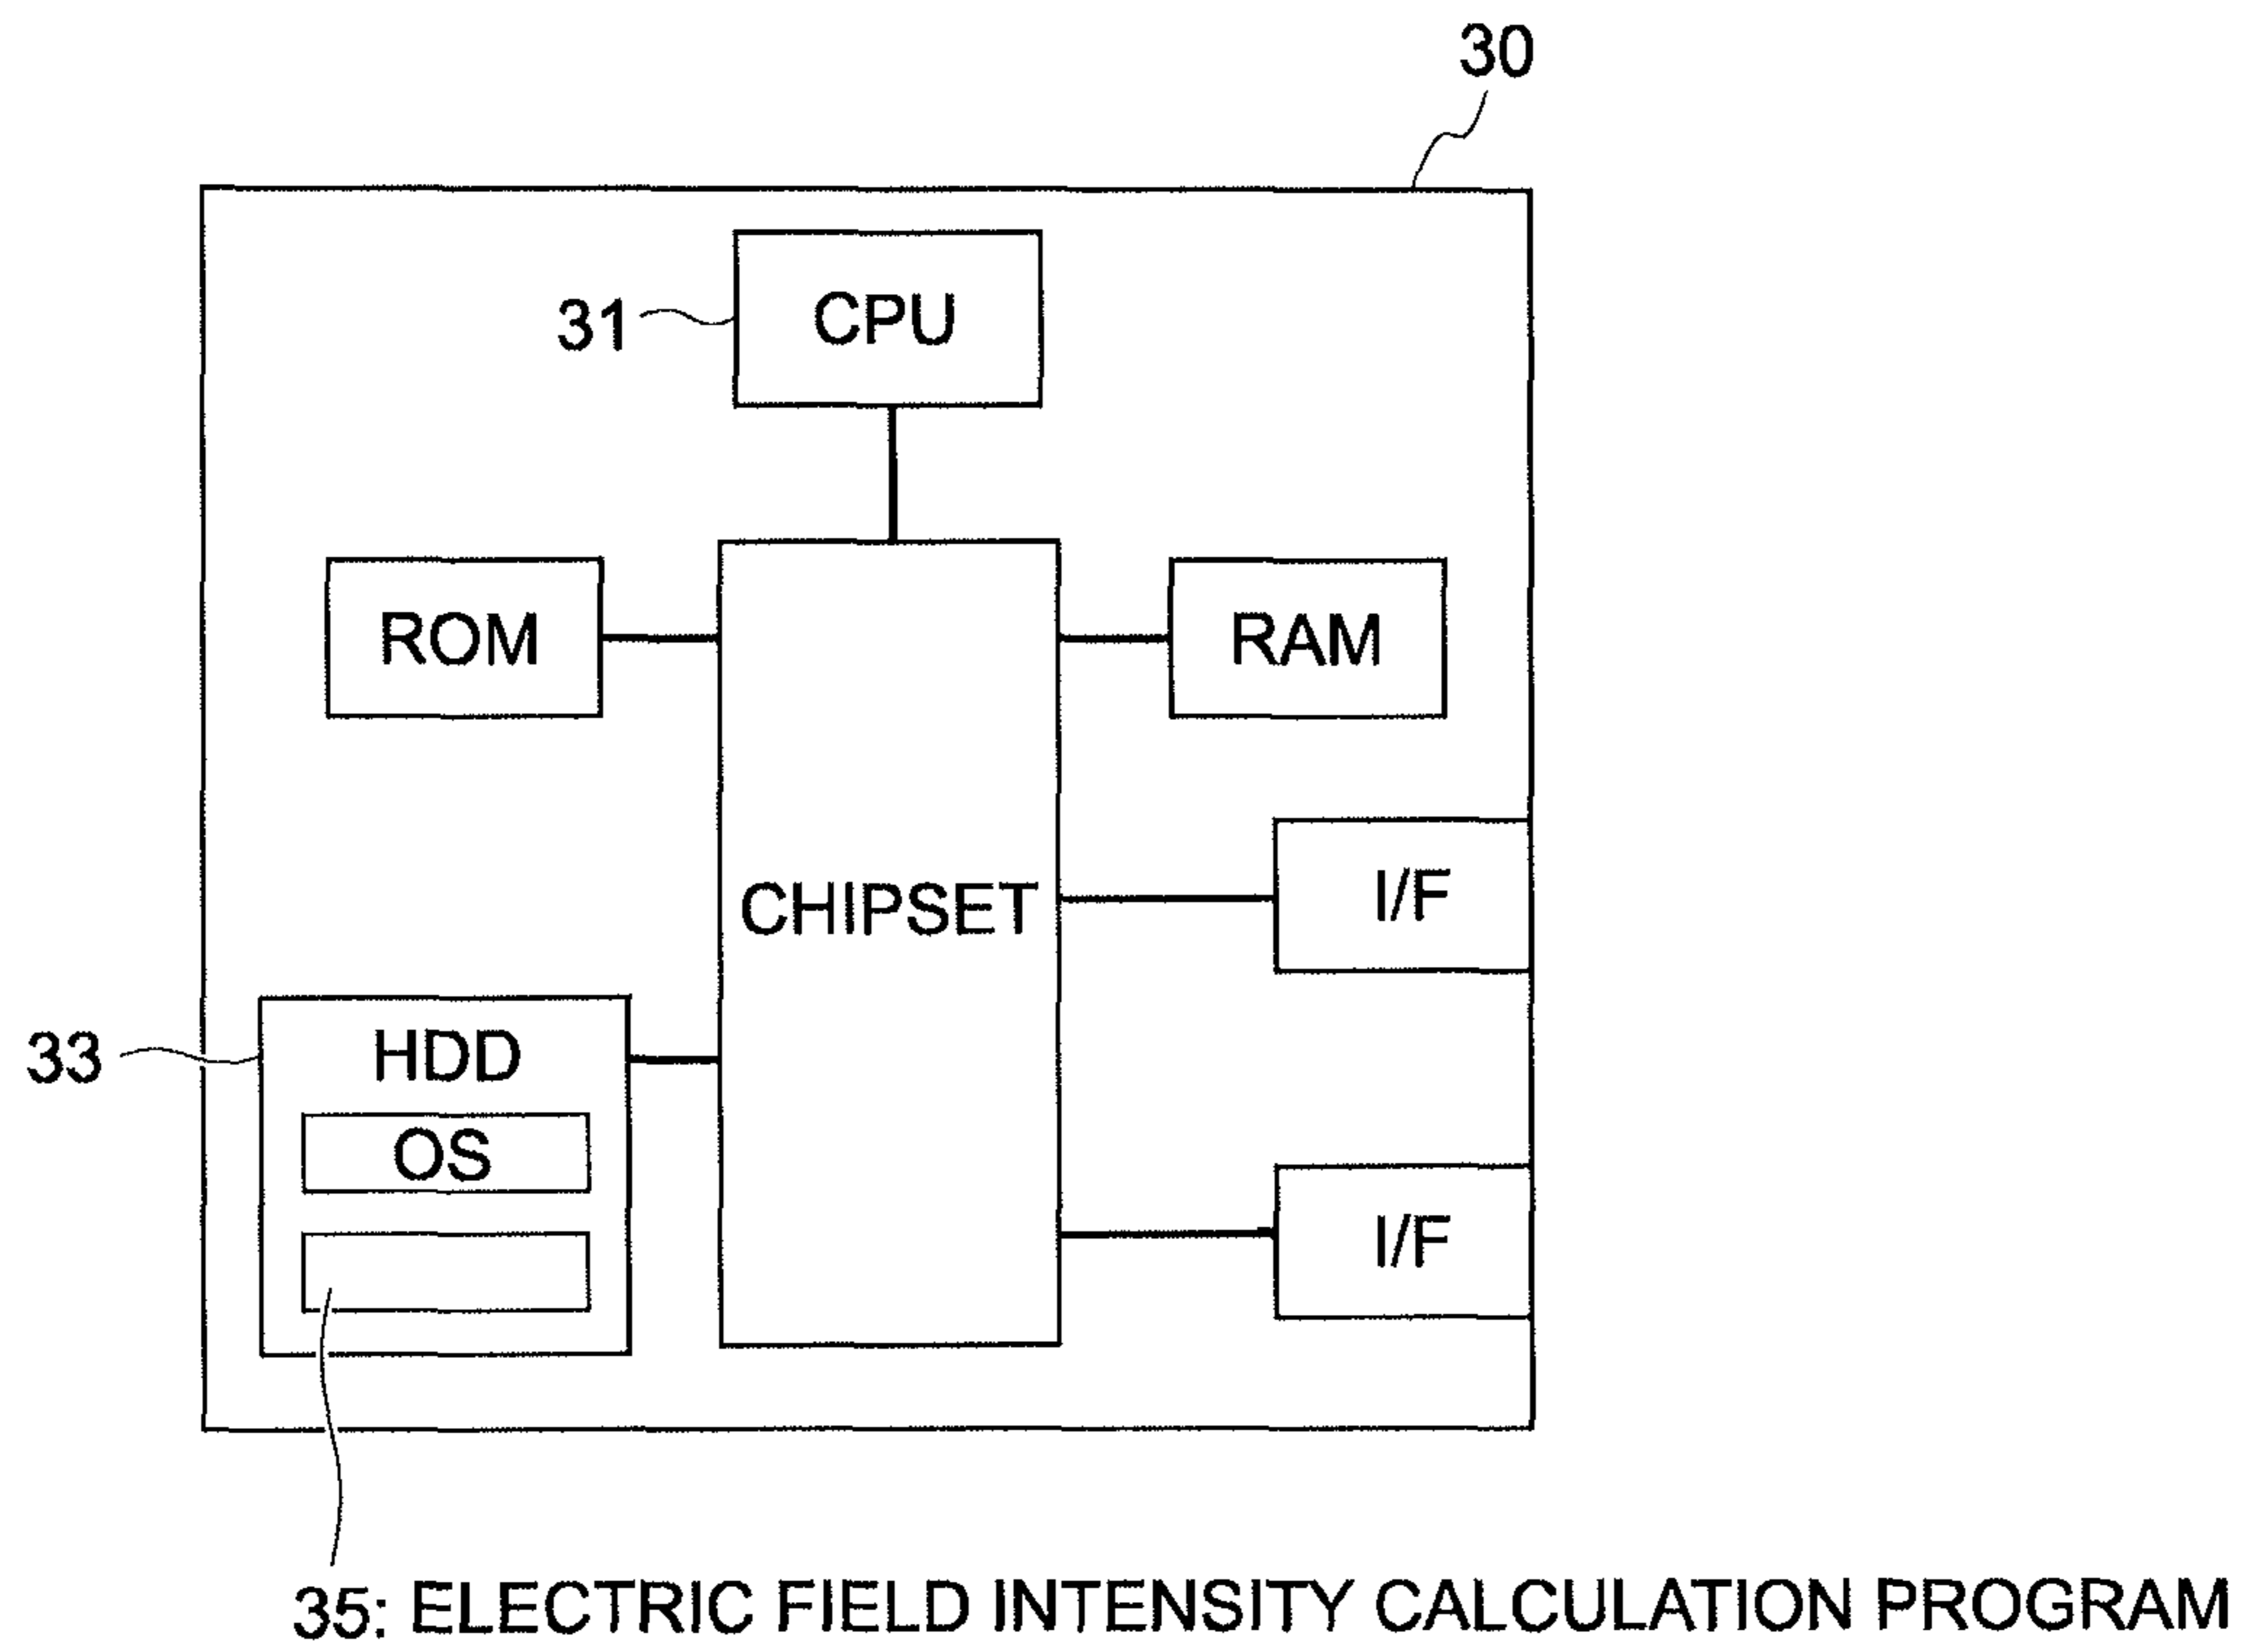 30
31
CPU
ROM
RAM
CHIPSET
I/F
33
HDD
OS
I/F
35: ELECTRIC FIELD INTENSITY CALCULATION PROGRAM